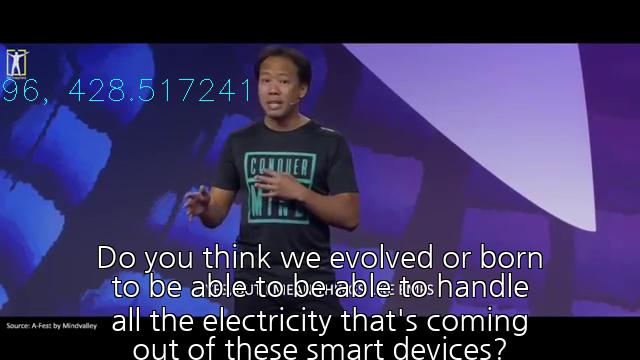 96, 428.517241
CONQUER
MIND
Do you think we evolved or born
to be able to be able to handle
all the electricity that's coming
out of these smart devices?
Source: A-Fest by Mindvalley